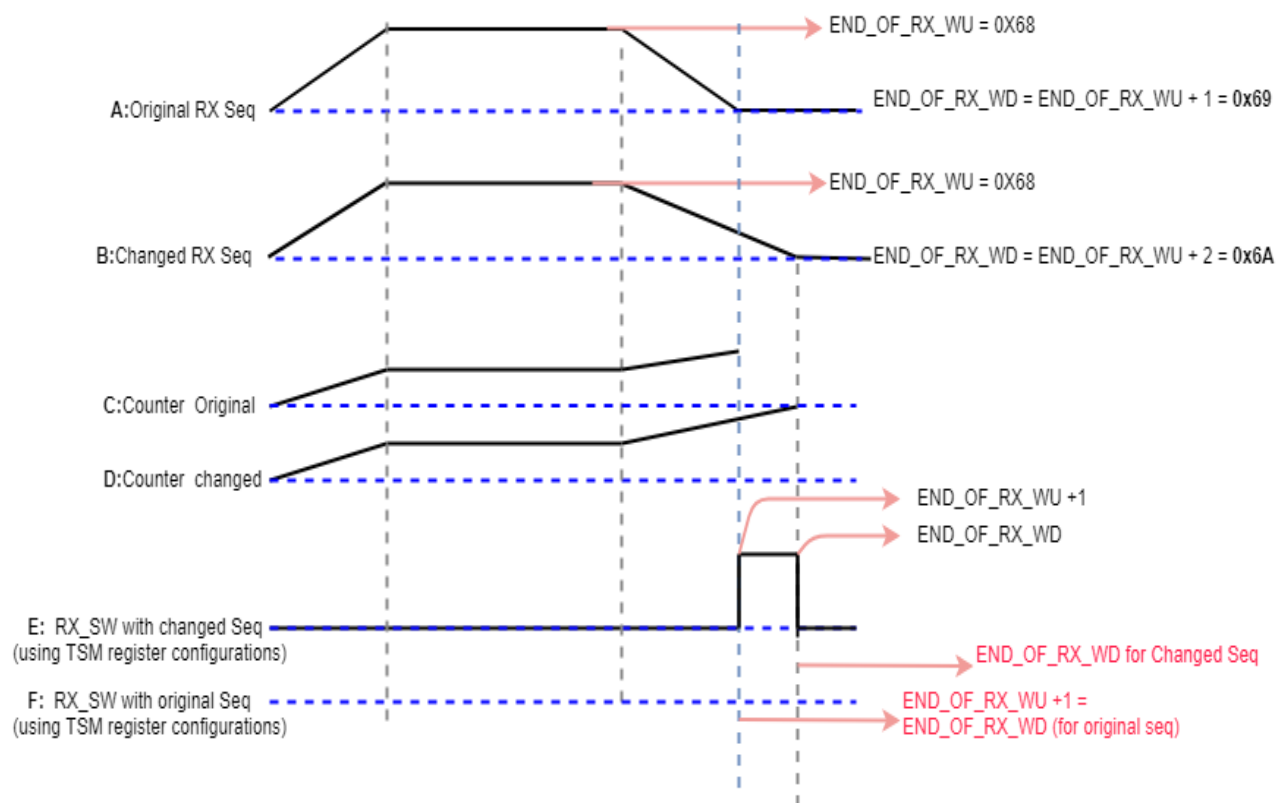 END_OF_RX_WU = 0X68
A:Original RX Seq
END_OF_RX_WD = END_OF_RX_WU + 1 = 0x69
END_OF_RX_WU = 0X68
B:Changed RX Seq
END_OF_RX_WD = END_OF_RX_WU + 2 = 0x6A
C:Counter Original
D:Counter changed
END_OF_RX_WU +1
END_OF_RX_WD
E: RX_SW with changed Seq
(using TSM register configurations)
END_OF_RX_WD for Changed Seq
F: RX_SW with original Seq
(using TSM register configurations)
END_OF_RX_WU +1 =
END_OF_RX_WD (for original seq)